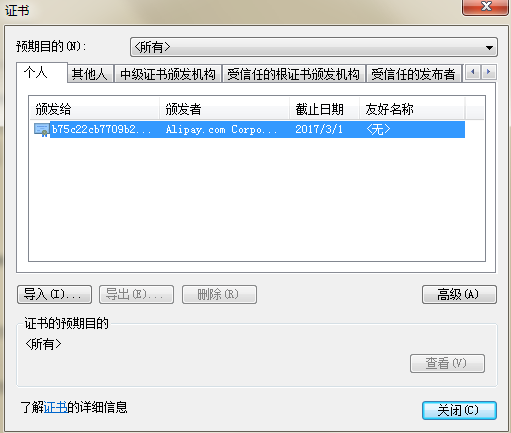 证书
预期目的(N): <所有>
个人 其他人 中级证书颁发机构 受信任的根证书颁发机构 受信任的发布者
颁发给 颁发者 截止日期 友好名称
b75c22cb7709b2... Alipay.com Corpo... 2017/3/1 <无>
导入(I)... 导出(E)... 删除(R) 高级(A)
证书的预期目的
<所有>
查看(V)
了解证书的详细信息
关闭(C)